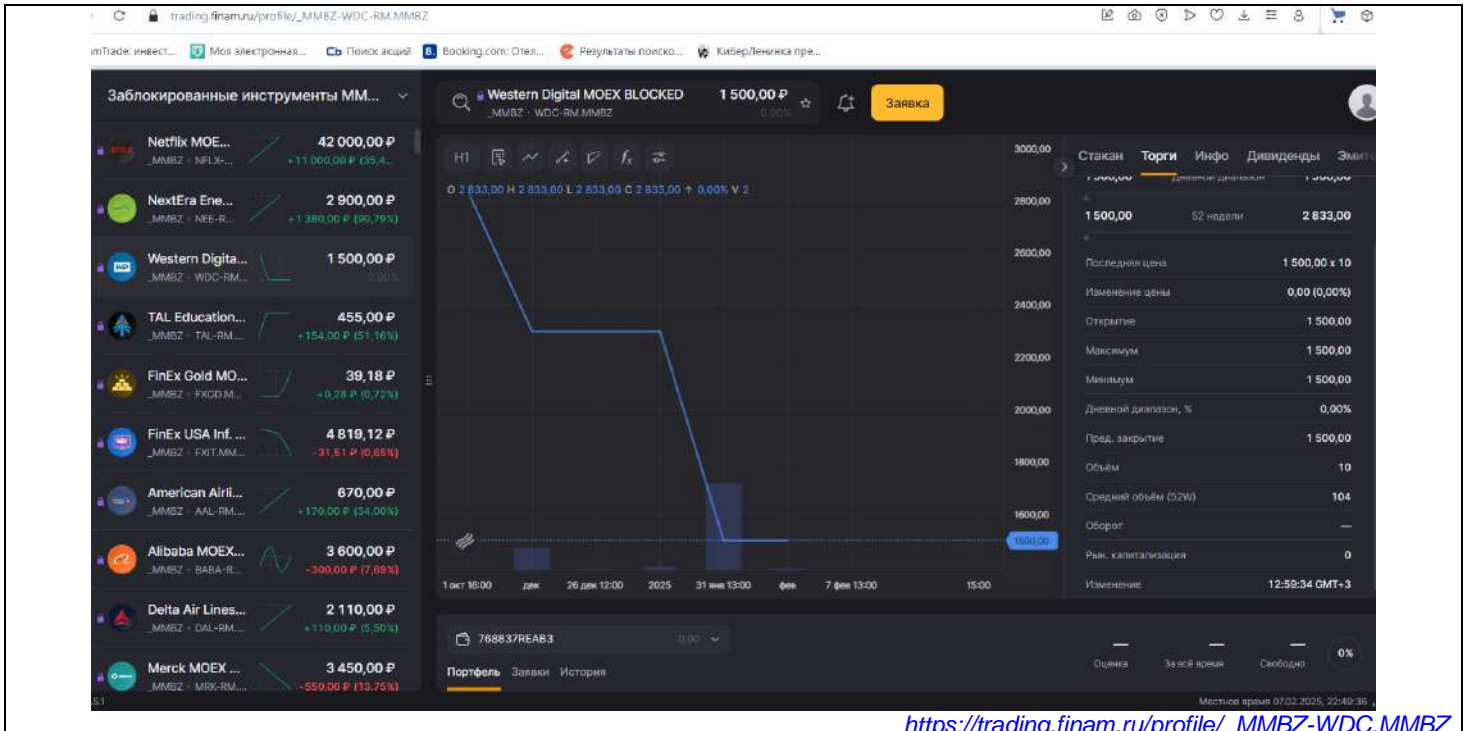 trading.finam.ru/profile/_MMBZ-WDC-RM.MMBZ
mTrade: инвест... Моя электронная... Поиск акций Booking.com: Отел... Результаты поиско... КиберЛенинка пре...
Заблокированные инструменты ММ...
Western Digital MOEX BLOCKED 1 500,00 ₽
_MMBZ · WDC-RM.MMBZ 0.00%
Заявка
Netflix MOE... 42 000,00 ₽
_MMBZ · NFLX-... +11 000,00 ₽ (35,4...
NextEra Ene... 2 900,00 ₽
_MMBZ · NEE-R... +1 380,00 ₽ (90,79%)
Western Digita... 1 500,00 ₽
_MMBZ · WDC-RM... 0.00%
TAL Education... 455,00 ₽
_MMBZ · TAL-RM.... +154,00 ₽ (51,16%)
FinEx Gold MO... 39,18 ₽
_MMBZ · FXGD.M... +0,28 ₽ (0,72%)
FinEx USA Inf. ... 4 819,12 ₽
_MMBZ · FXIT.MM... -31,51 ₽ (0,65%)
American Airli... 670,00 ₽
_MMBZ · AAL-RM.... +170,00 ₽ (34,00%)
Alibaba MOEX... 3 600,00 ₽
_MMBZ · BABA-R... -300,00 ₽ (7,69%)
Delta Air Lines... 2 110,00 ₽
_MMBZ · DAL-RM.... +110,00 ₽ (5,50%)
Merck MOEX ... 3 450,00 ₽
_MMBZ · MRK-RM.... -550,00 ₽ (13,75%)
H1
O 2 833,00 H 2 833,00 L 2 833,00 C 2 833,00 ↑ 0,00% V 2
3000,00
2800,00
2600,00
2400,00
2200,00
2000,00
1800,00
1600,00
1500,00
1 окт 16:00 дек 26 дек 12:00 2025 31 янв 13:00 фев 7 фев 13:00 15:00
Стакан Торги Инфо Дивиденды Эмите
1 500,00 Дневной диапазон 1 500,00
1 500,00 52 недели 2 833,00
Последняя цена 1 500,00 x 10
Изменение цены 0,00 (0,00%)
Открытие 1 500,00
Максимум 1 500,00
Минимум 1 500,00
Дневной диапазон, % 0,00%
Пред. закрытие 1 500,00
Объём 10
Средний объём (52W) 104
Оборот —
Рын. капитализация 0
Изменение 12:59:34 GMT+3
768837REAB3 0.00
Портфель Заявки История
— — — 0%
Оценка За всё время Свободно
.5.1 Местное время 07.02.2025, 22:49:36
https://trading.finam.ru/profile/_MMBZ-WDC.MMBZ